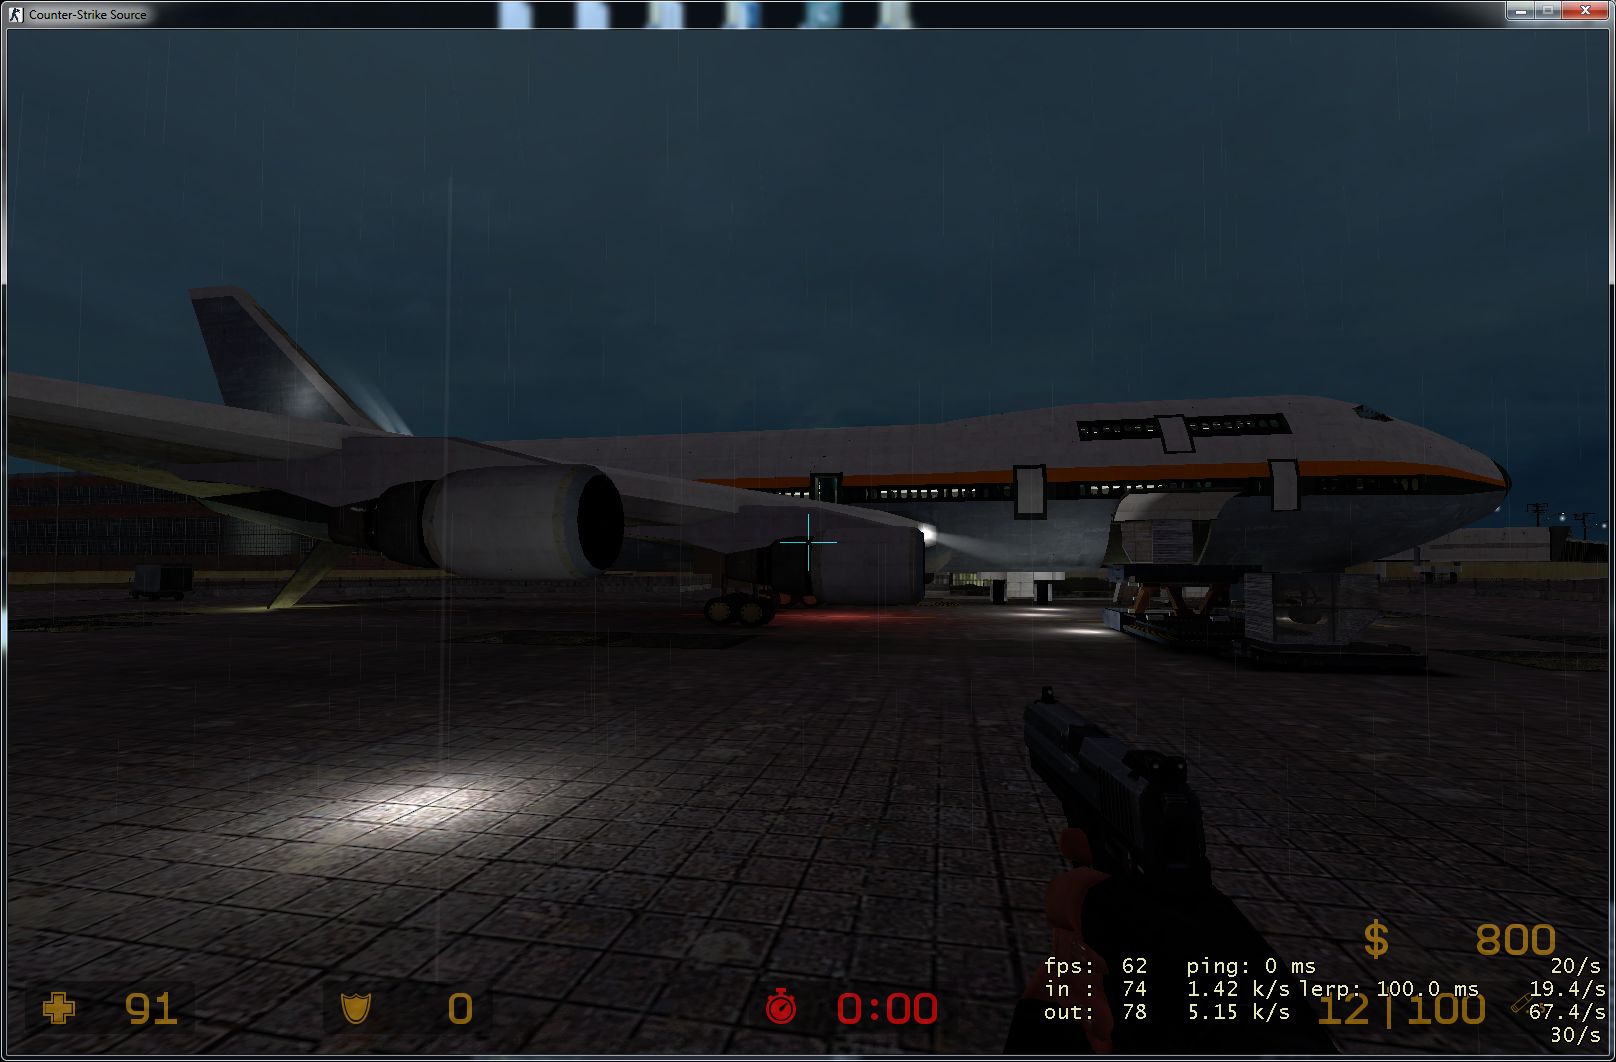 Counter-Strike Source
$ 800
fps: 62 ping: 0 ms 20/s
in : 74 1.42 k/s lerp: 100.0 ms 19.4/s
out: 78 5.15 k/s 67.4/s
30/s
91 0 0:00 12 | 100